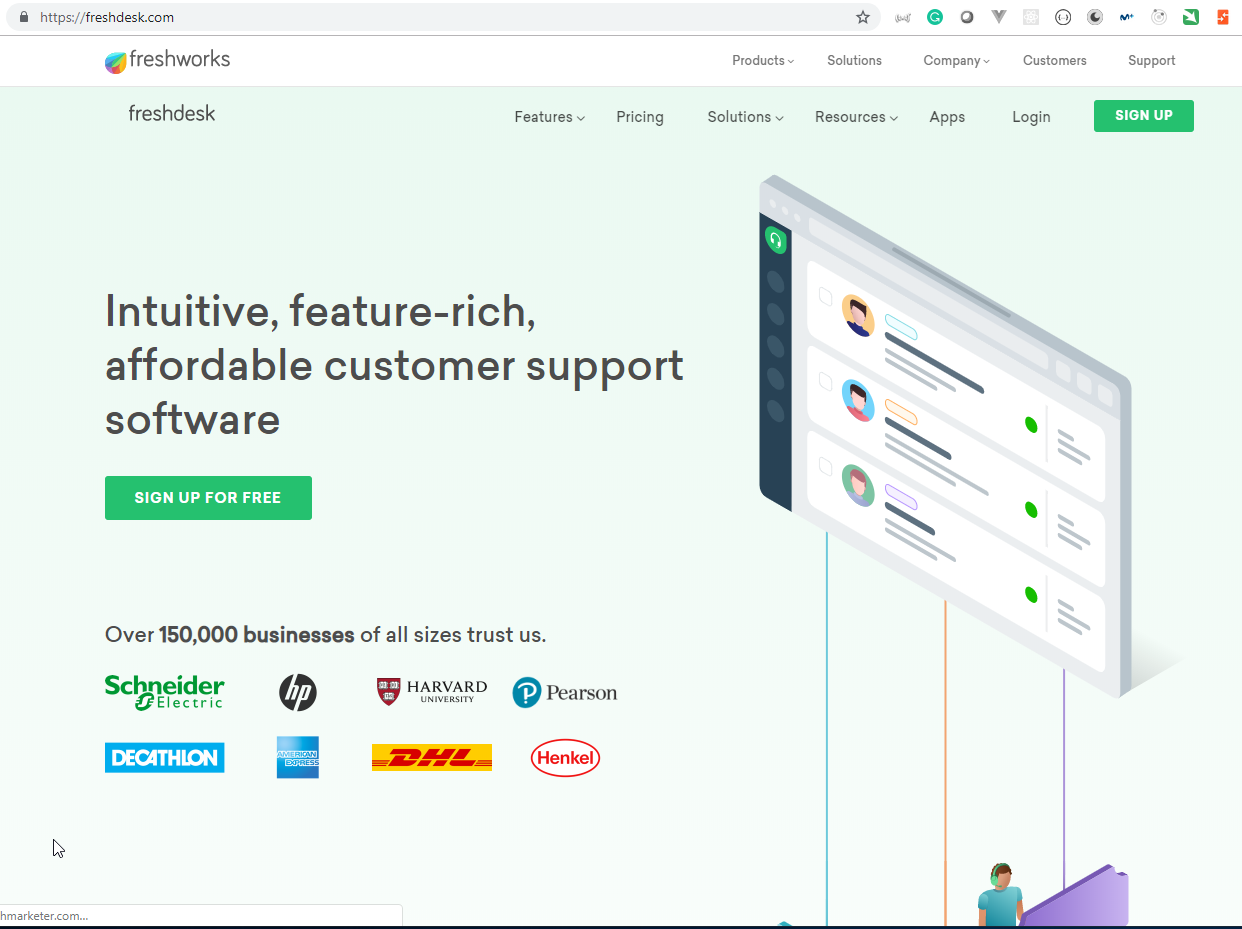 https://freshdesk.com
freshworks
Products
Solutions
Company
Customers
Support
freshdesk
Features
Pricing
Solutions
Resources
Apps
Login
SIGN UP
Intuitive, feature-rich,
affordable customer support
software
SIGN UP FOR FREE
Over 150,000 businesses of all sizes trust us.
Schneider
Electric
hp
HARVARD
UNIVERSITY
P
Pearson
DECATHLON
AMERICAN
EXPRESS
DHL
Henkel
hmarketer.com...